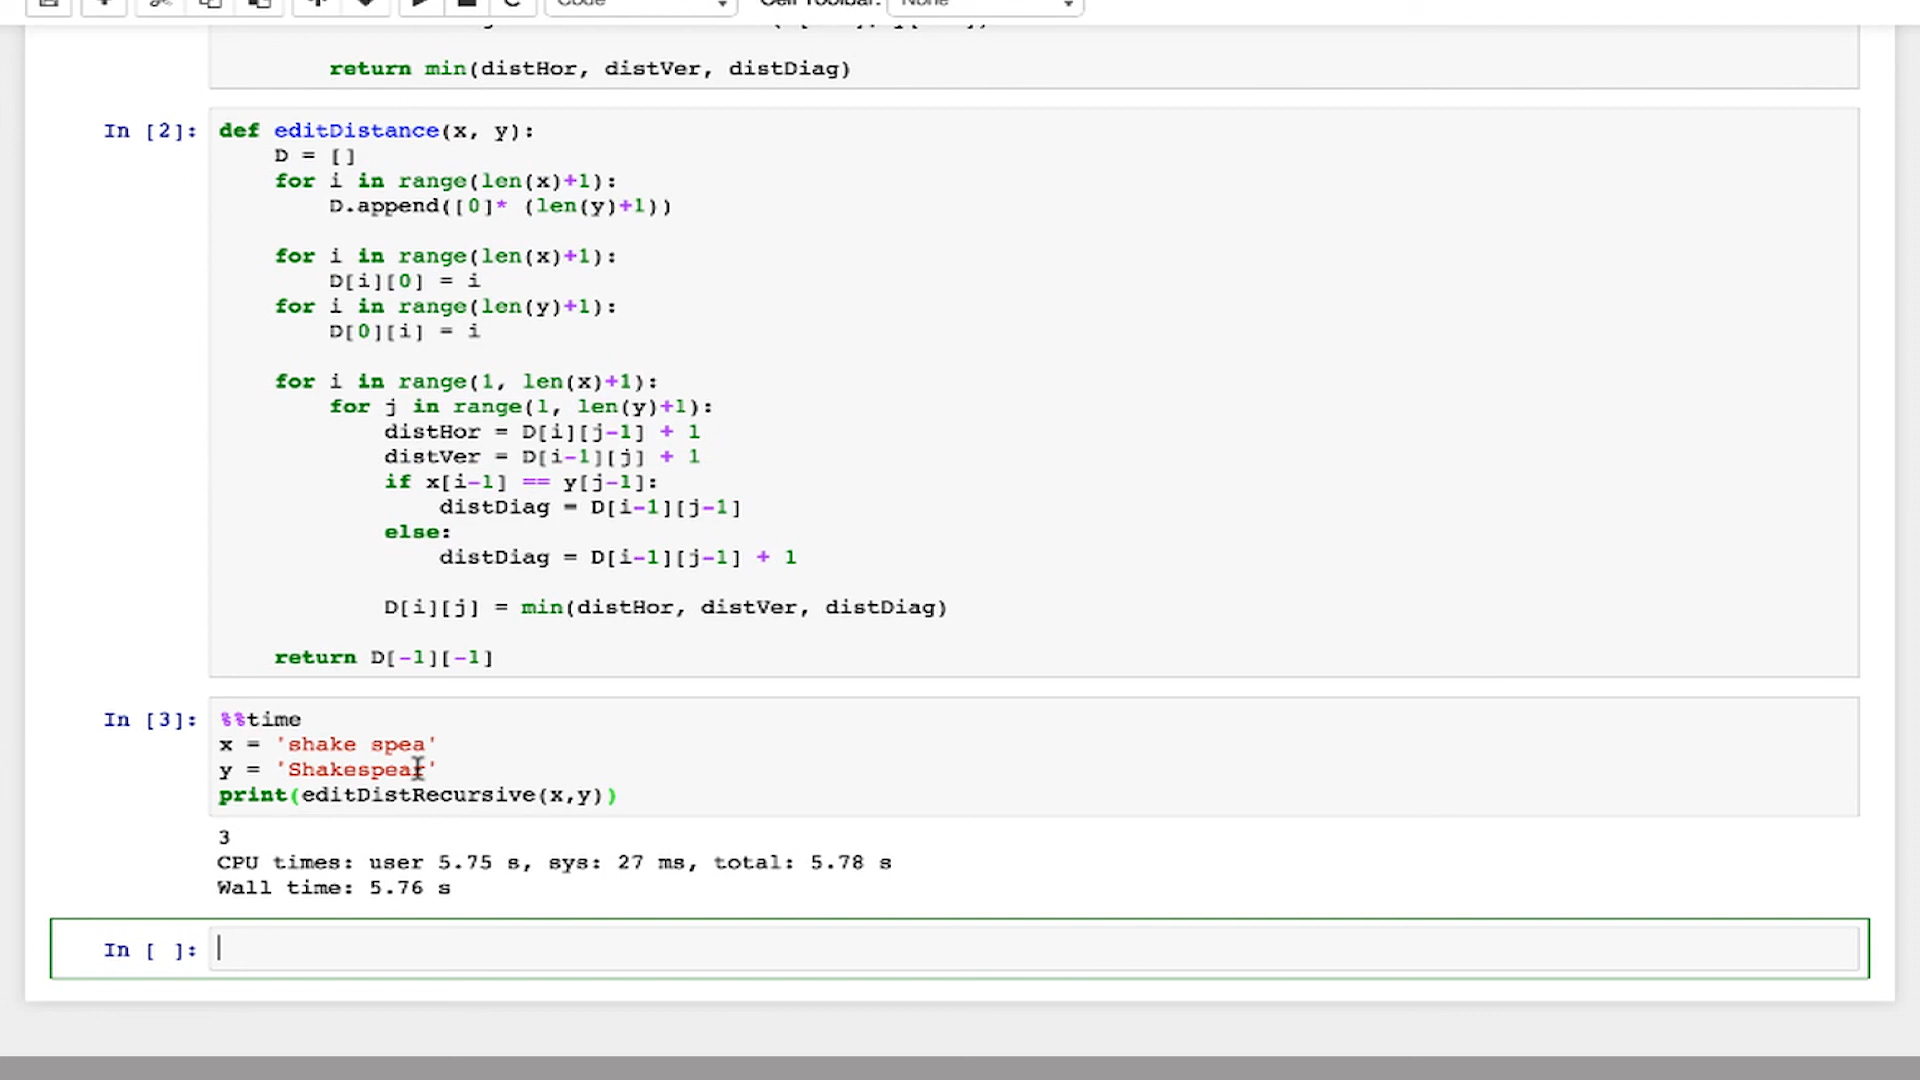 Code
Cell Toolbar: None
return min(distHor, distVer, distDiag)
In [2]: def editDistance(x, y):
D = []
for i in range(len(x)+1):
D.append([0]* (len(y)+1))
for i in range(len(x)+1):
D[i][0] = i
for i in range(len(y)+1):
D[0][i] = i
for i in range(1, len(x)+1):
for j in range(1, len(y)+1):
distHor = D[i][j-1] + 1
distVer = D[i-1][j] + 1
if x[i-1] == y[j-1]:
distDiag = D[i-1][j-1]
else:
distDiag = D[i-1][j-1] + 1
D[i][j] = min(distHor, distVer, distDiag)
return D[-1][-1]
In [3]: %%time
x = 'shake spea'
y = 'Shakespear'
print(editDistRecursive(x,y))
3
CPU times: user 5.75 s, sys: 27 ms, total: 5.78 s
Wall time: 5.76 s
In [ ]: